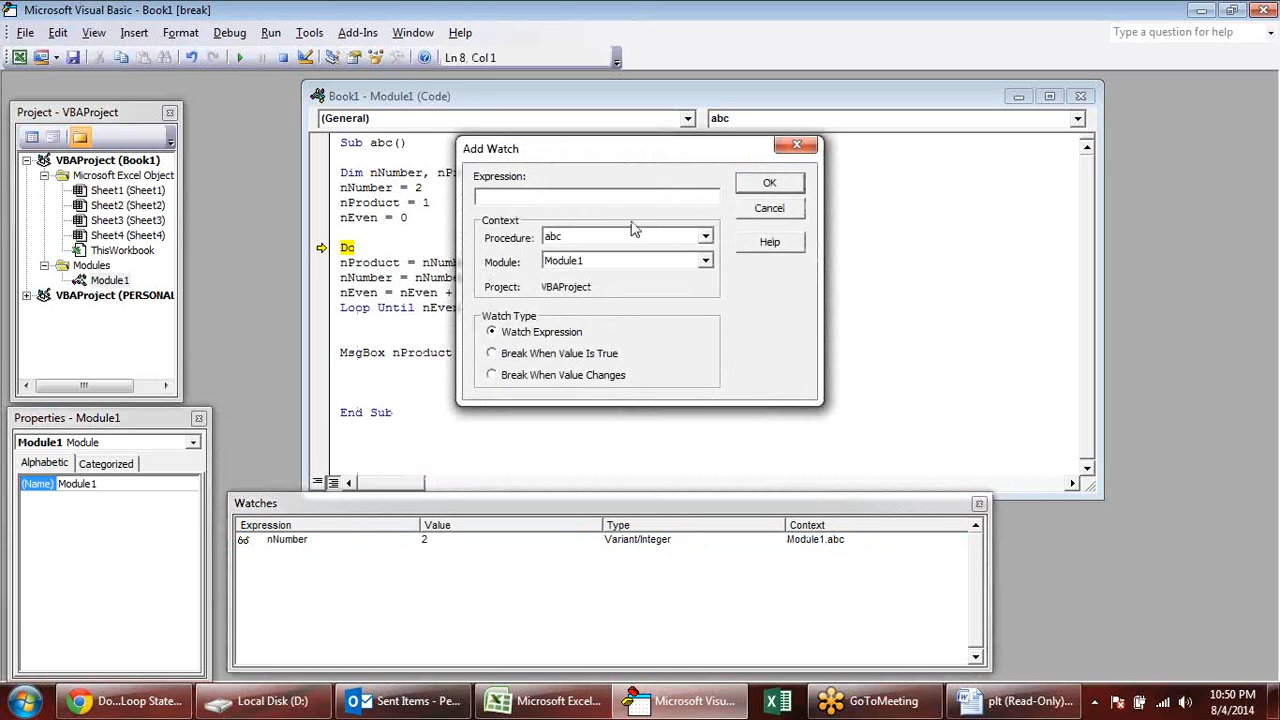 Microsoft Visual Basic - Book1 [break]
File Edit View Insert Format Debug Run Tools Add-Ins Window Help
Type a question for help
Ln 8, Col 1
Project - VBAProject
VBAProject (Book1)
Microsoft Excel Object
Sheet1 (Sheet1)
Sheet2 (Sheet2)
Sheet3 (Sheet3)
Sheet4 (Sheet4)
ThisWorkbook
Modules
Module1
VBAProject (PERSONAL
Properties - Module1
Module1 Module
Alphabetic Categorized
(Name) Module1
Book1 - Module1 (Code)
(General) abc
Sub abc()
Dim nNumber,
nNumber = 2
nProduct = 1
nEven = 0
Do
nProduct =
nNumber =
nEven = nEven +
Loop Until
MsgBox nProduct
End Sub
Add Watch
Expression:
OK
Cancel
Help
Context
Procedure: abc
Module: Module1
Project: VBAProject
Watch Type
Watch Expression
Break When Value Is True
Break When Value Changes
Watches
Expression Value Type Context
nNumber 2 Variant/Integer Module1.abc
Do...Loop State...
Local Disk (D:)
Sent Items - Pe...
Microsoft Excel...
Microsoft Visu...
GoToMeeting
plt (Read-Only)...
10:50 PM
8/4/2014